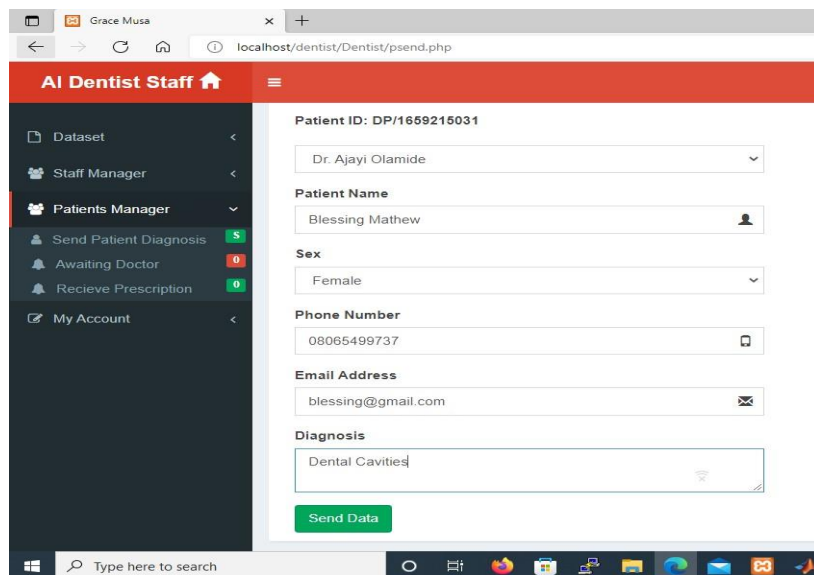 Grace Musa
localhost/dentist/Dentist/psend.php
AI Dentist Staff
Dataset
Staff Manager
Patients Manager
Send Patient Diagnosis S
Awaiting Doctor 0
Recieve Prescription 0
My Account
Patient ID: DP/1659215031
Dr. Ajayi Olamide
Patient Name
Blessing Mathew
Sex
Female
Phone Number
08065499737
Email Address
blessing@gmail.com
Diagnosis
Dental Cavities
Send Data
Type here to search